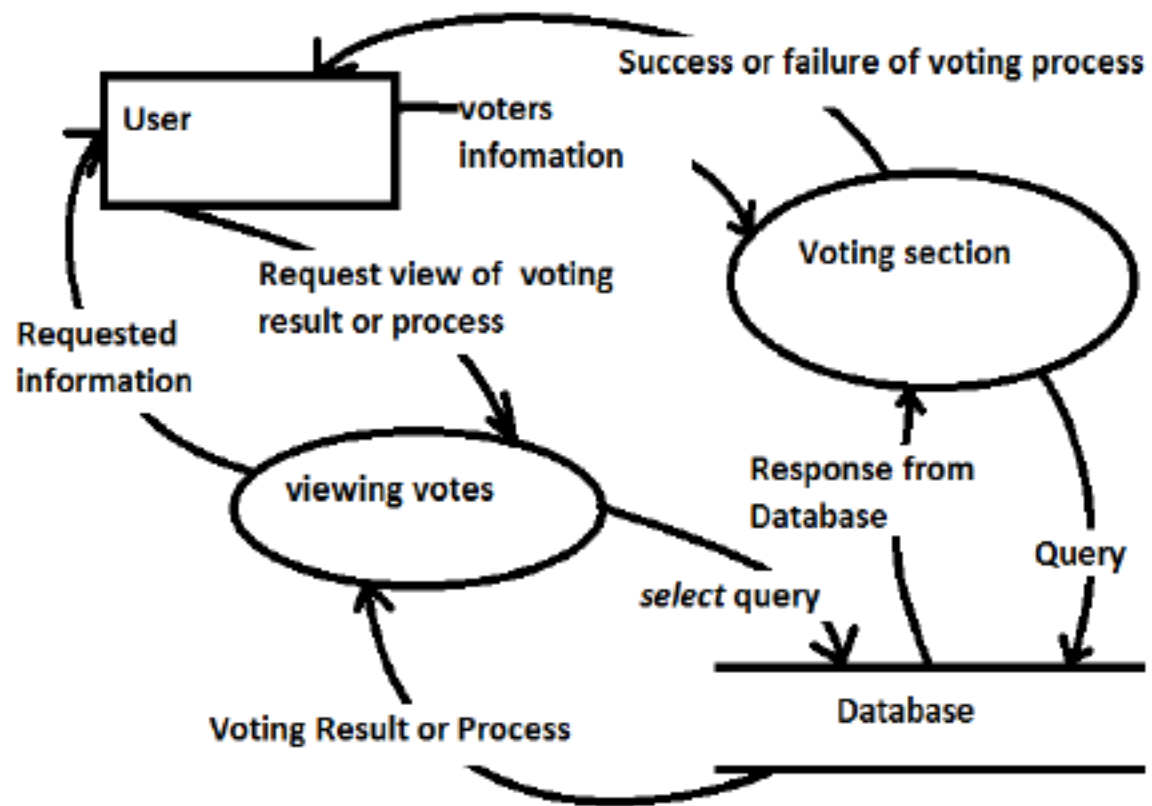 Success or failure of voting process
User
voters
infomation
Voting section
Request view of voting
result or process
Requested
information
viewing votes
Response from
Database
Query
select query
Database
Voting Result or Process